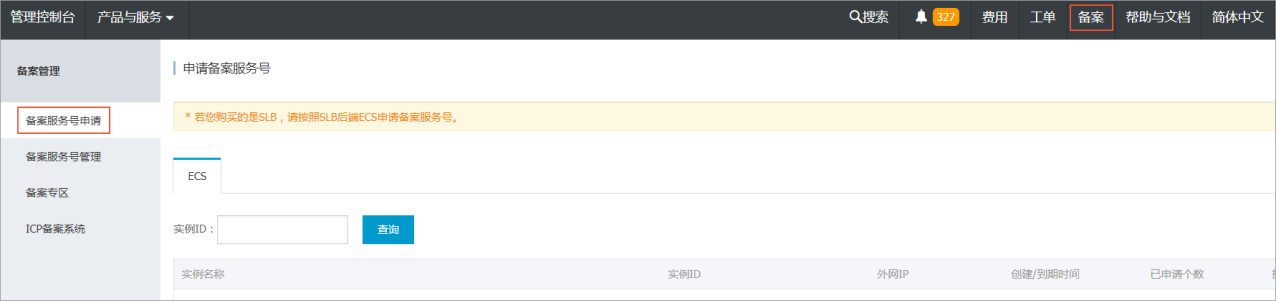 管理控制台 产品与服务 搜索 327 费用 工单 备案 帮助与文档 简体中文
备案管理
申请备案服务号
备案服务号申请
* 若您购买的是SLB，请按照SLB后端ECS申请备案服务号。
备案服务号管理
ECS
备案专区
ICP备案系统
实例ID： 查询
实例名称 实例ID 外网IP 创建/到期时间 已申请个数